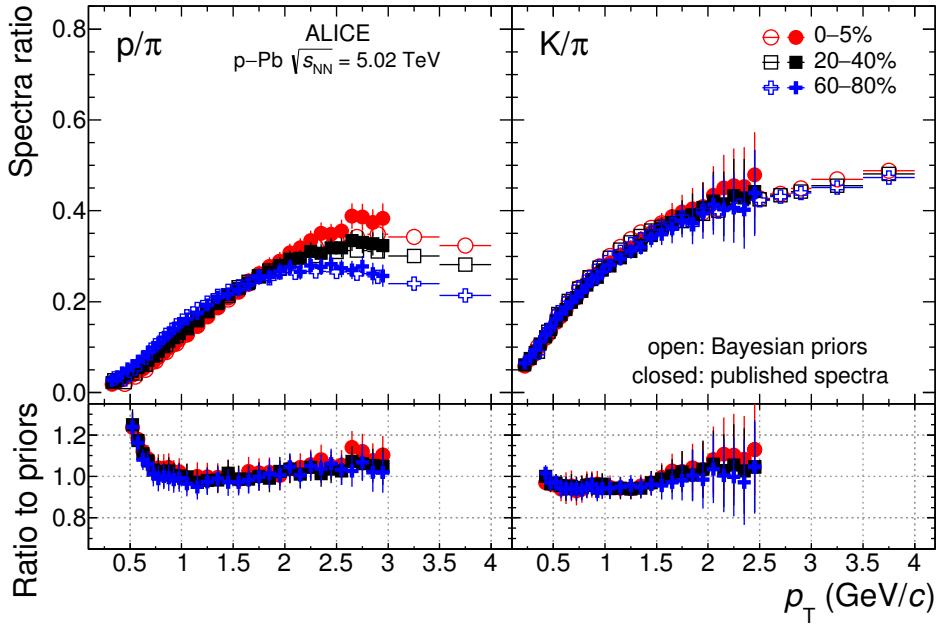 p/π
ALICE
p–Pb √sNN = 5.02 TeV
K/π
0–5%
20–40%
60–80%
open: Bayesian priors
closed: published spectra
Spectra ratio
0.8
0.6
0.4
0.2
0.0
Ratio to priors
1.2
1.0
0.8
0.5 1 1.5 2 2.5 3 3.5 4
0.5 1 1.5 2 2.5 3 3.5 4
pT (GeV/c)